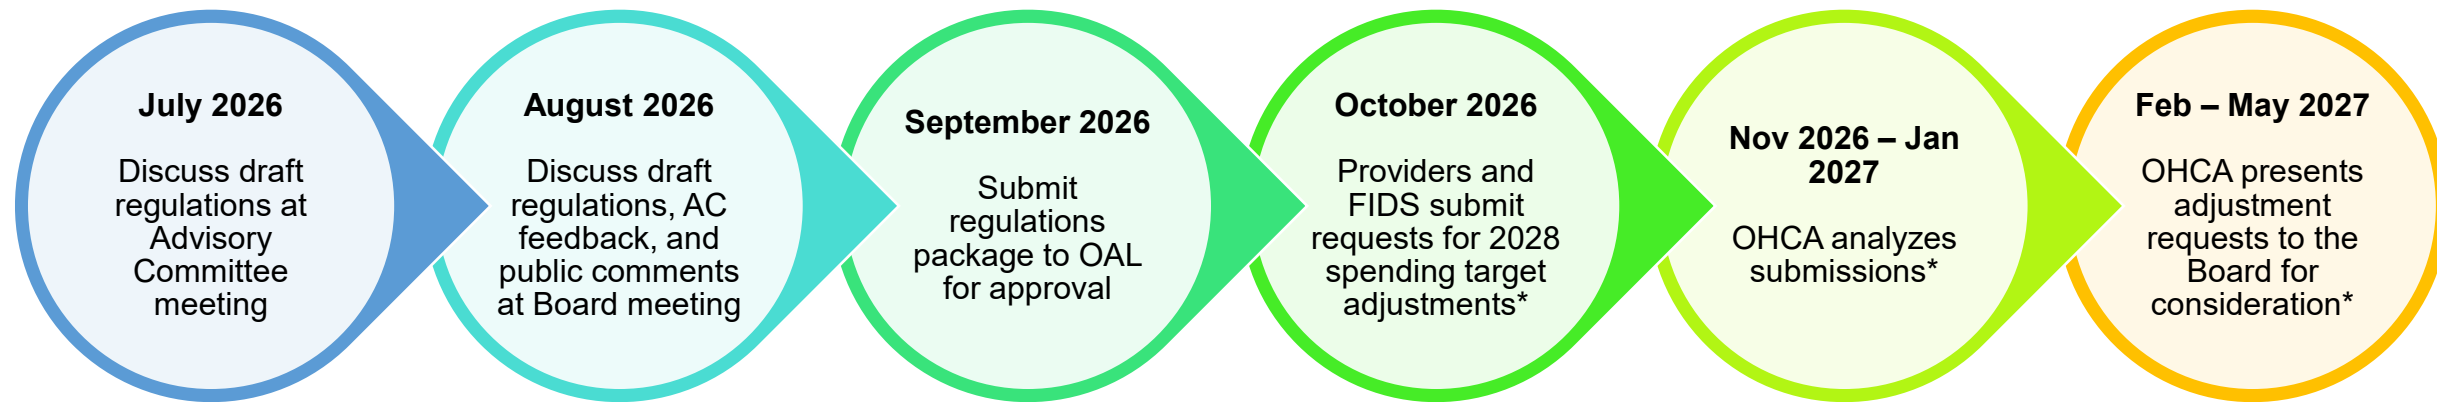 July 2026
Discuss draft
regulations at
Advisory
Committee
meeting
August 2026
Discuss draft
regulations, AC
feedback, and
public comments
at Board meeting
September 2026
Submit
regulations
package to OAL
for approval
October 2026
Providers and
FIDS submit
requests for 2028
spending target
adjustments*
Nov 2026 – Jan
2027
OHCA analyzes
submissions*
Feb – May 2027
OHCA presents
adjustment
requests to the
Board for
consideration*